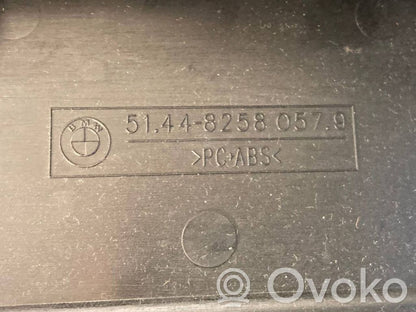 BMW
51.44-8258 057.9
>PC+ABS<
Ovoko